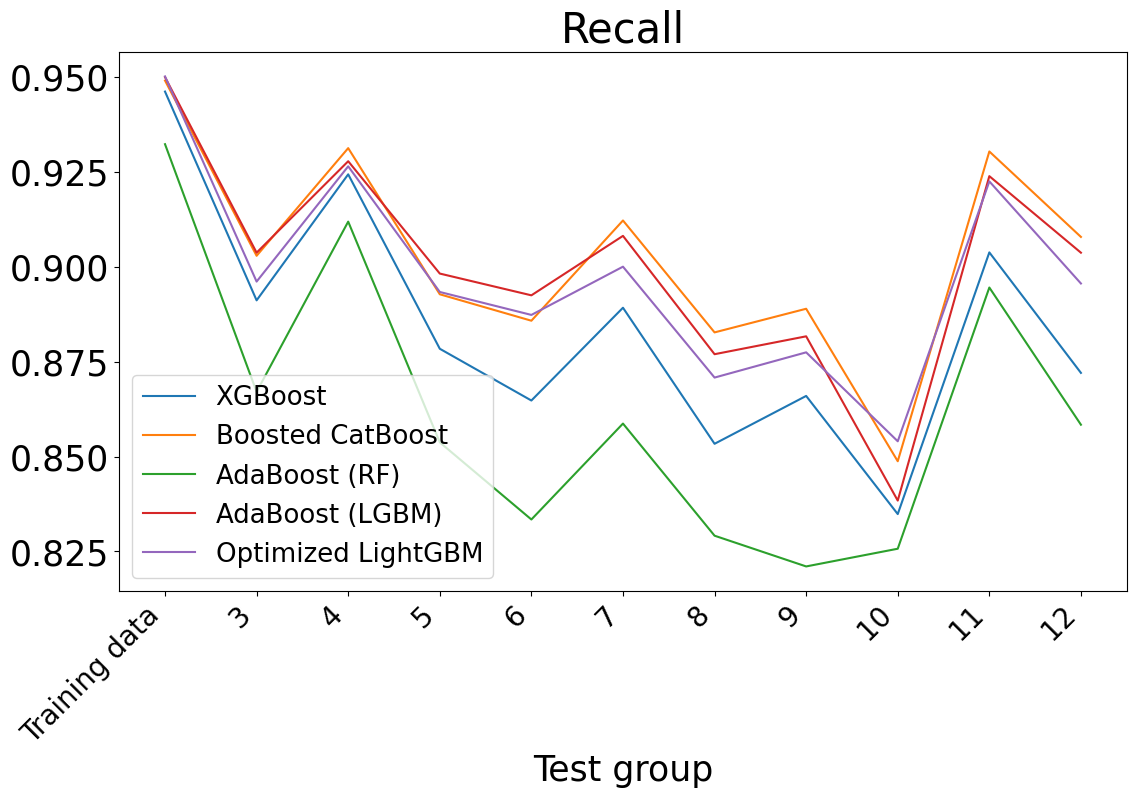 Recall
0.950
0.925
0.900
0.875
0.850
0.825
XGBoost
Boosted CatBoost
AdaBoost (RF)
AdaBoost (LGBM)
Optimized LightGBM
Training data
3
4
5
6
7
8
9
10
11
12
Test group